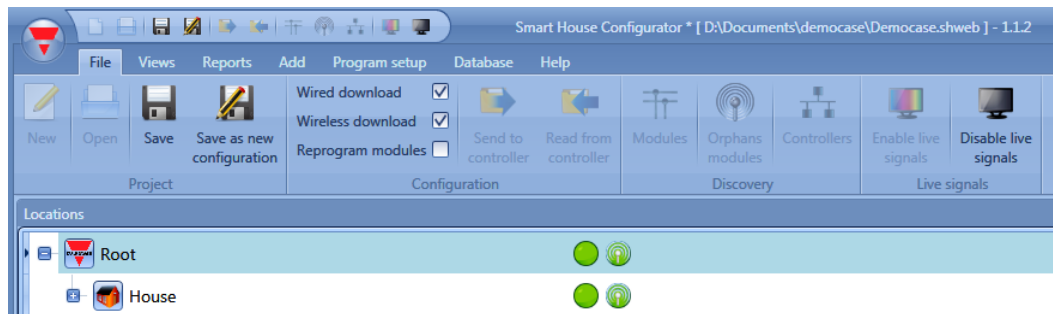 Smart House Configurator * [ D:\Documents\democase\Democase.shweb ] - 1.1.2
File Views Reports Add Program setup Database Help
New
Open
Save
Save as new
configuration
Wired download
Wireless download
Reprogram modules
Send to
controller
Read from
controller
Modules
Orphans
modules
Controllers
Enable live
signals
Disable live
signals
Project
Configuration
Discovery
Live signals
Locations
Root
House